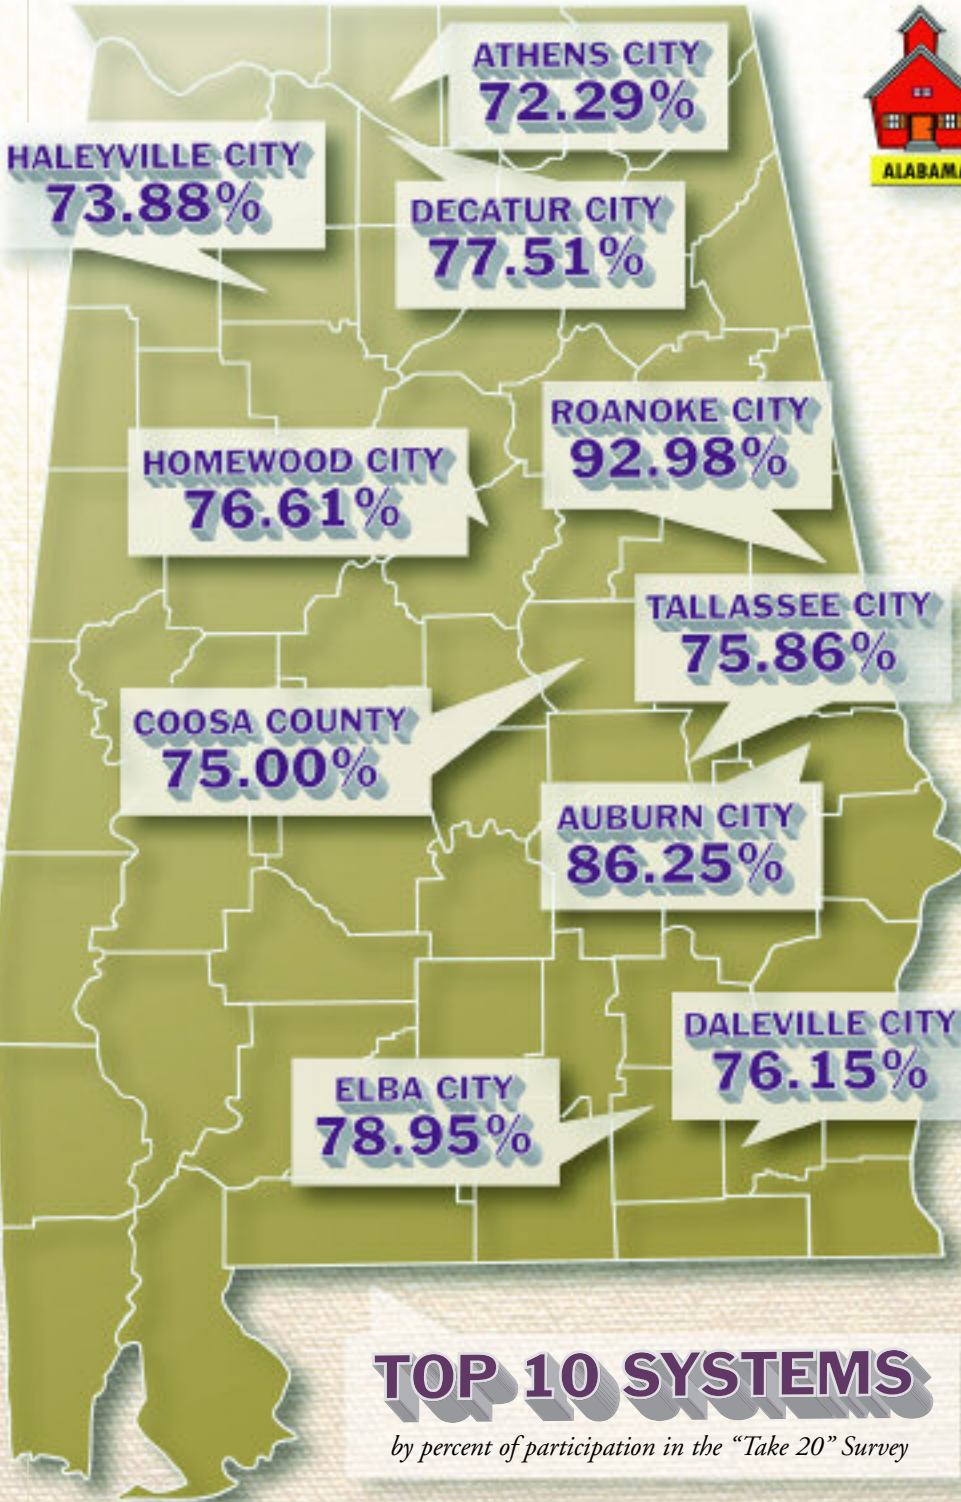 ATHENS CITY
72.29%
ALABAMA
HALEYVILLE CITY
73.88%
DECATUR CITY
77.51%
ROANOKE CITY
92.98%
HOMEWOOD CITY
76.61%
TALLASSEE CITY
75.86%
COOSA COUNTY
75.00%
AUBURN CITY
86.25%
DALEVILLE CITY
76.15%
ELBA CITY
78.95%
TOP 10 SYSTEMS
by percent of participation in the “Take 20” Survey